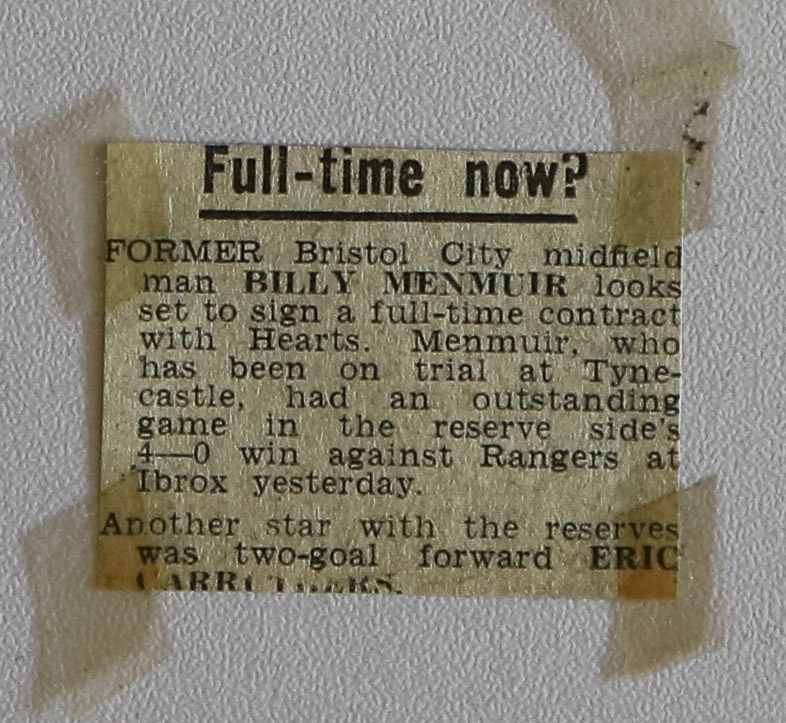 Full-time now?
FORMER Bristol City midfield
man BILLY MENMUIR looks
set to sign a full-time contract
with Hearts. Menmuir, who
has been on trial at Tyne-
castle, had an outstanding
game in the reserve side's
4—0 win against Rangers at
Ibrox yesterday.
Another star with the reserves
was two-goal forward ERIC
CARRUTHERS.